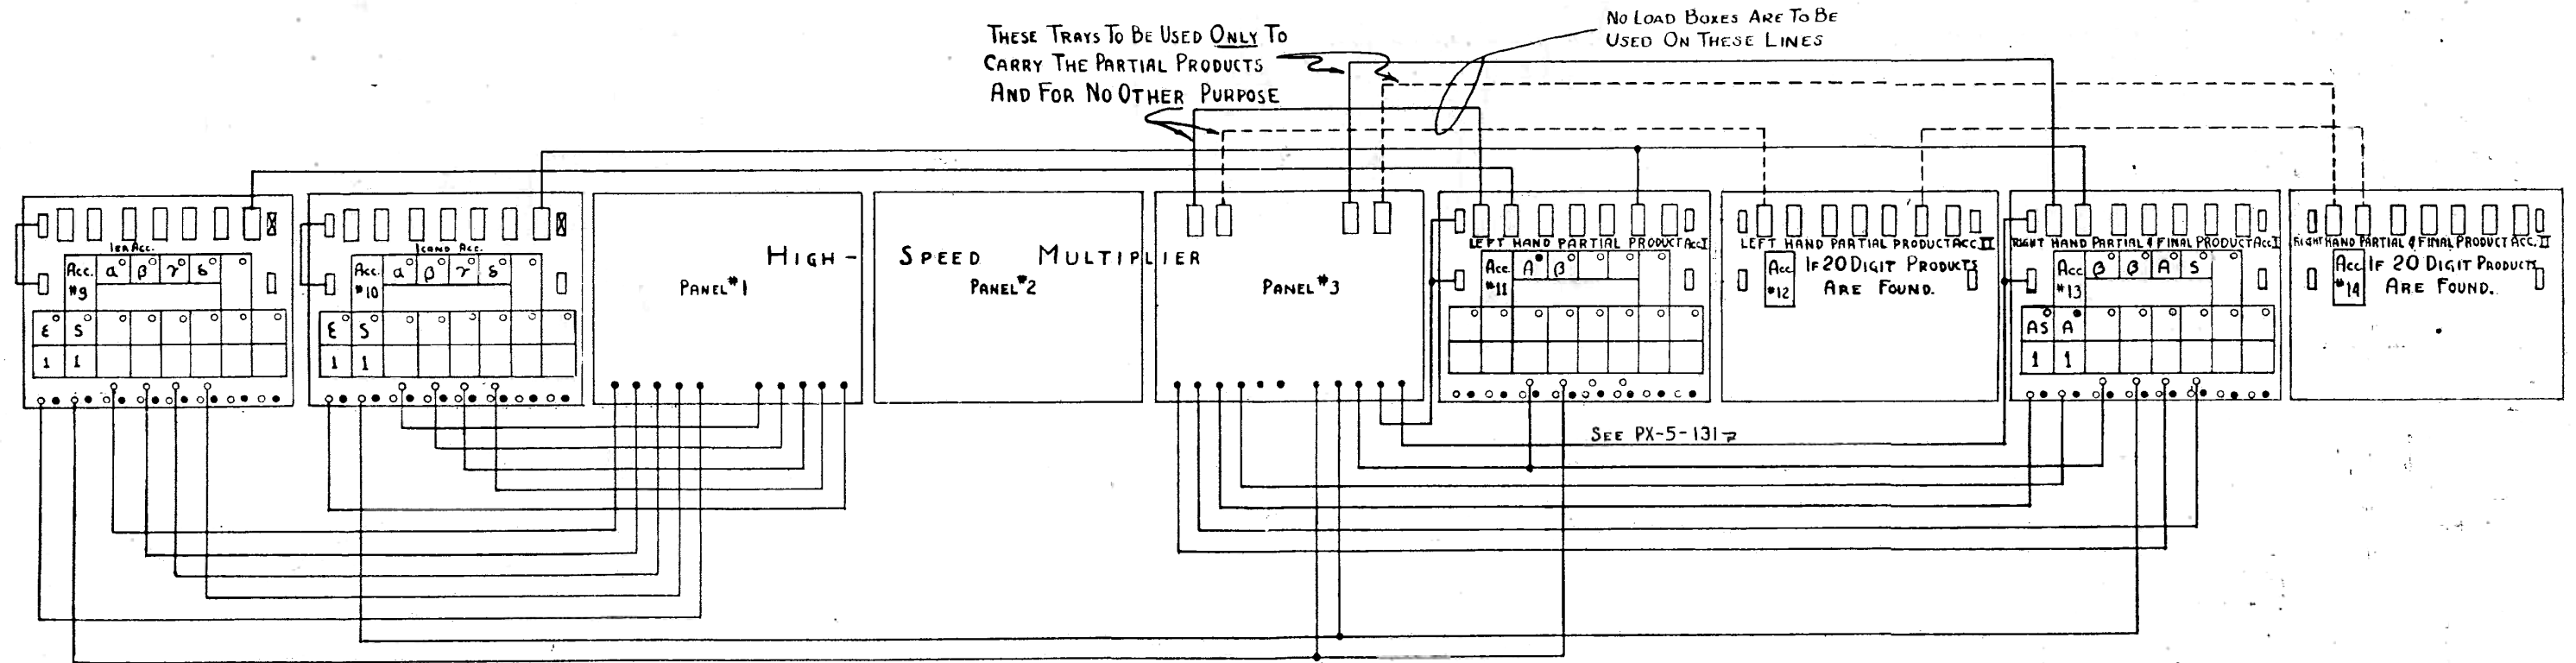 THESE TRAYS TO BE USED ONLY TO
CARRY THE PARTIAL PRODUCTS
AND FOR NO OTHER PURPOSE
NO LOAD BOXES ARE TO BE
USED ON THESE LINES
IER ACC.
ACC. #9
α β γ δ
ε S
1 1
ICAND ACC.
ACC. #10
α β γ δ
ε S
1 1
HIGH-SPEED MULTIPLIER
PANEL #1
PANEL #2
PANEL #3
LEFT HAND PARTIAL PRODUCT ACC I
ACC. #11
A β
LEFT HAND PARTIAL PRODUCT ACC. II
ACC #12
IF 20 DIGIT PRODUCTS
ARE FOUND.
RIGHT HAND PARTIAL & FINAL PRODUCT ACC I
ACC #13
β β A S
AS A
1 1
RIGHT HAND PARTIAL & FINAL PRODUCT ACC. II
ACC #14
IF 20 DIGIT PRODUCTS
ARE FOUND.
SEE PX-5-131